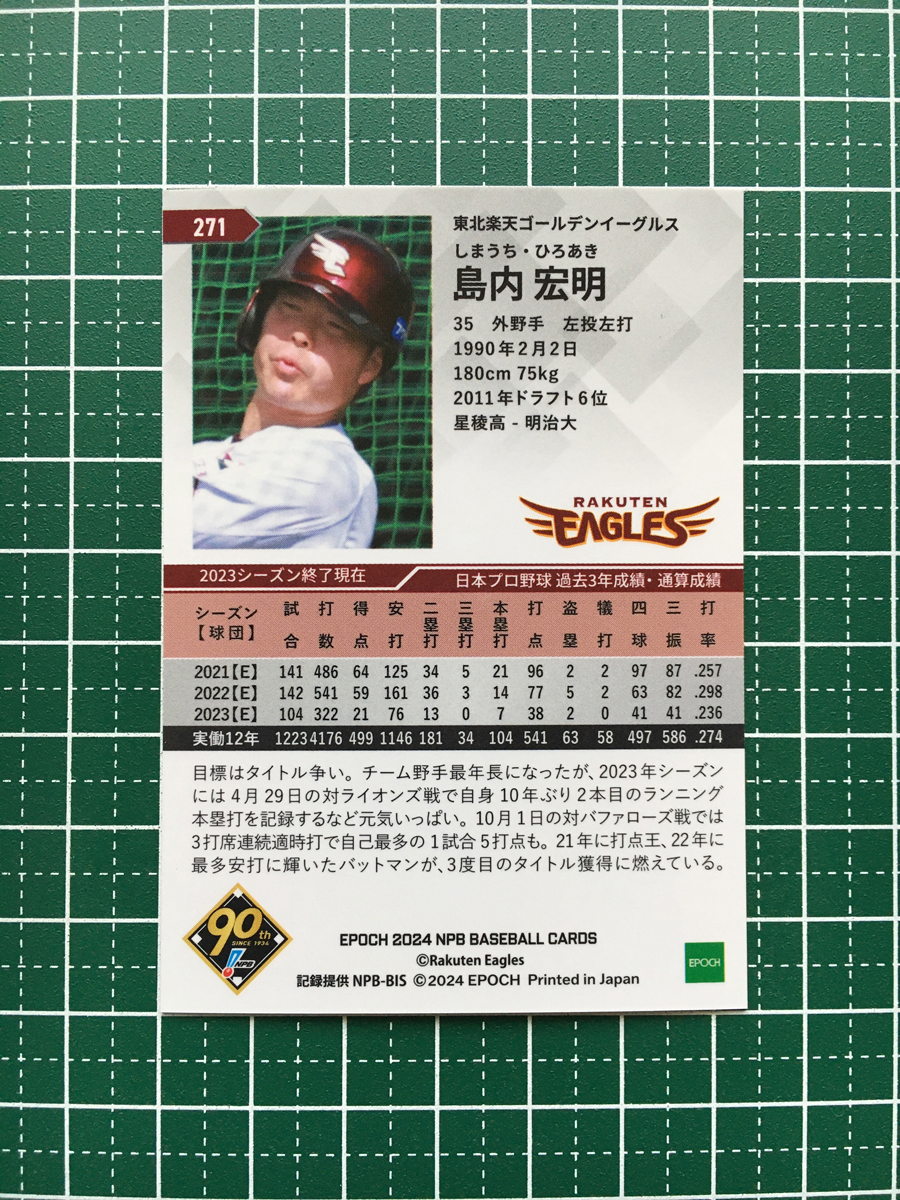 271
東北楽天ゴールデンイーグルス
しまうち・ひろあき
島内 宏明
35 外野手 左投左打
1990年2月2日
180cm 75kg
2011年ドラフト6位
星稜高 - 明治大
RAKUTEN
EAGLES
2023シーズン終了現在
日本プロ野球 過去3年成績・通算成績
シーズン【球団】 試合 打数 得点 安打 二塁打 三塁打 本塁打 打点 盗塁 犠打 四球 三振 打率
2021【E】 141 486 64 125 34 5 21 96 2 2 97 87 .257
2022【E】 142 541 59 161 36 3 14 77 5 2 63 82 .298
2023【E】 104 322 21 76 13 0 7 38 2 0 41 41 .236
実働12年 1223 4176 499 1146 181 34 104 541 63 58 497 586 .274
目標はタイトル争い。チーム野手最年長になったが、2023年シーズン
には4月29日の対ライオンズ戦で自身10年ぶり2本目のランニング
本塁打を記録するなど元気いっぱい。10月1日の対バファローズ戦では
3打席連続適時打で自己最多の1試合5打点も。21年に打点王、22年に
最多安打に輝いたバットマンが、3度目のタイトル獲得に燃えている。
90th
SINCE 1934
NPB
EPOCH 2024 NPB BASEBALL CARDS
©Rakuten Eagles
記録提供 NPB-BIS ©2024 EPOCH Printed in Japan
EPOCH